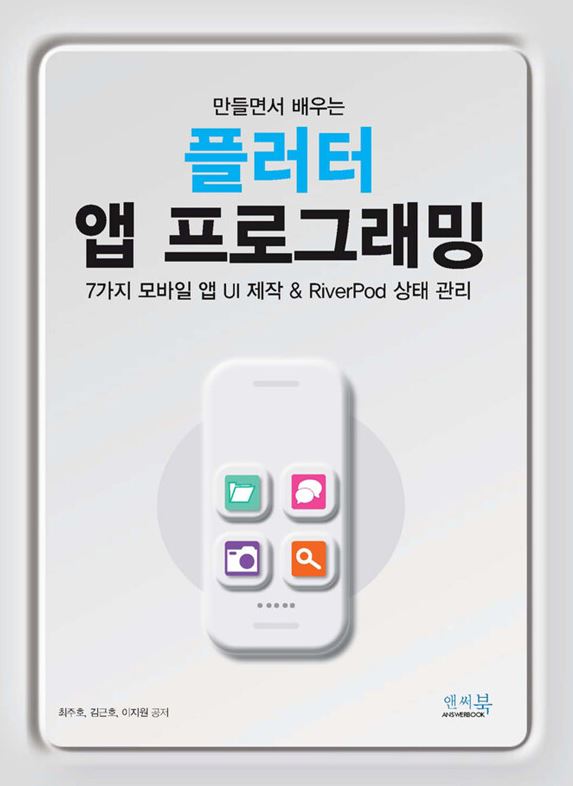 만들면서 배우는
플러터
앱 프로그래밍
7가지 모바일 앱 UI 제작 & RiverPod 상태 관리
최주호, 김근호, 이지원 공저
앤써북
ANSWERBOOK